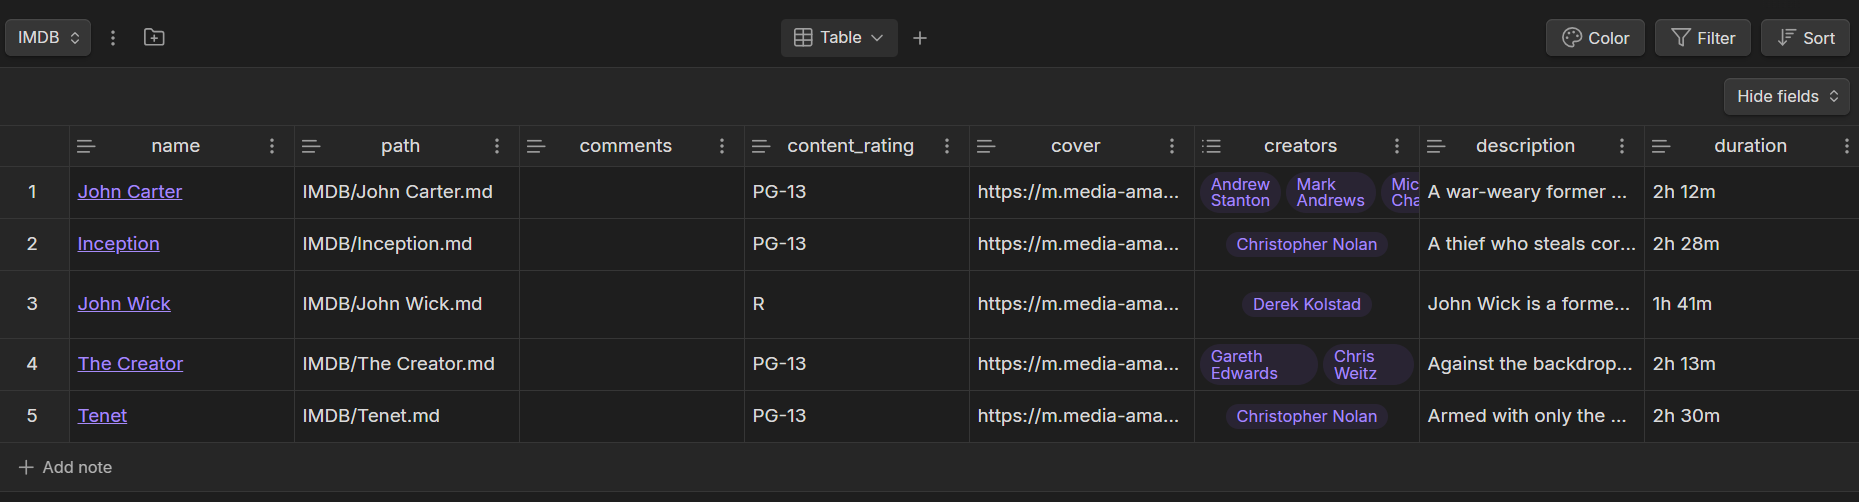 IMDB Table Color Filter Sort
Hide fields
name path comments content_rating cover creators description duration
1 John Carter IMDB/John Carter.md PG-13 https://m.media-ama... Andrew Stanton Mark Andrews Mic Cha A war-weary former ... 2h 12m
2 Inception IMDB/Inception.md PG-13 https://m.media-ama... Christopher Nolan A thief who steals cor... 2h 28m
3 John Wick IMDB/John Wick.md R https://m.media-ama... Derek Kolstad John Wick is a forme... 1h 41m
4 The Creator IMDB/The Creator.md PG-13 https://m.media-ama... Gareth Edwards Chris Weitz Against the backdrop... 2h 13m
5 Tenet IMDB/Tenet.md PG-13 https://m.media-ama... Christopher Nolan Armed with only the ... 2h 30m
Add note